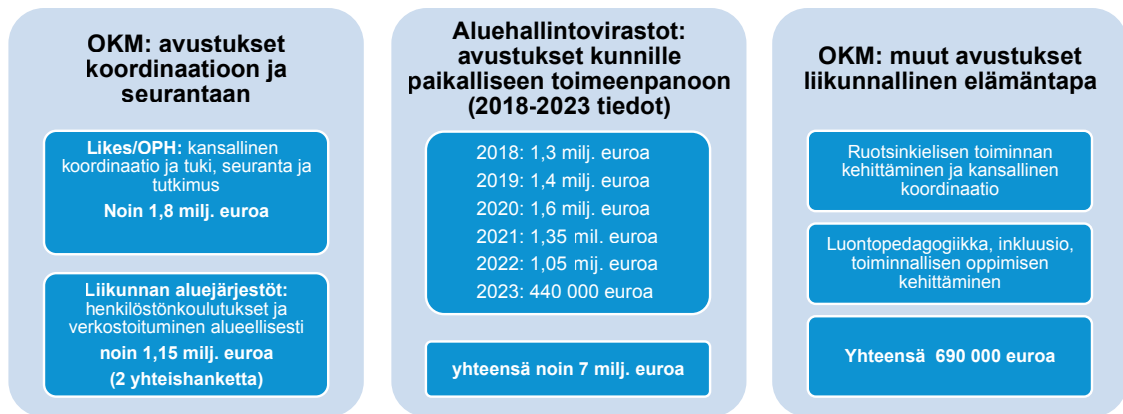 OKM: avustukset
koordinaatioon ja
seurantaan
Likes/OPH: kansallinen
koordinaatio ja tuki, seuranta ja
tutkimus
Noin 1,8 milj. euroa
Liikunnan aluejärjestöt:
henkilöstönkoulutukset ja
verkostoituminen alueellisesti
noin 1,15 milj. euroa
(2 yhteishanketta)
Aluehallintovirastot:
avustukset kunnille
paikalliseen toimeenpanoon
(2018-2023 tiedot)
2018: 1,3 milj. euroa
2019: 1,4 milj. euroa
2020: 1,6 milj. euroa
2021: 1,35 mil. euroa
2022: 1,05 mij. euroa
2023: 440 000 euroa
yhteensä noin 7 milj. euroa
OKM: muut avustukset
liikunnallinen elämäntapa
Ruotsinkielisen toiminnan
kehittäminen ja kansallinen
koordinaatio
Luontopedagogiikka, inkluusio,
toiminnallisen oppimisen
kehittäminen
Yhteensä 690 000 euroa